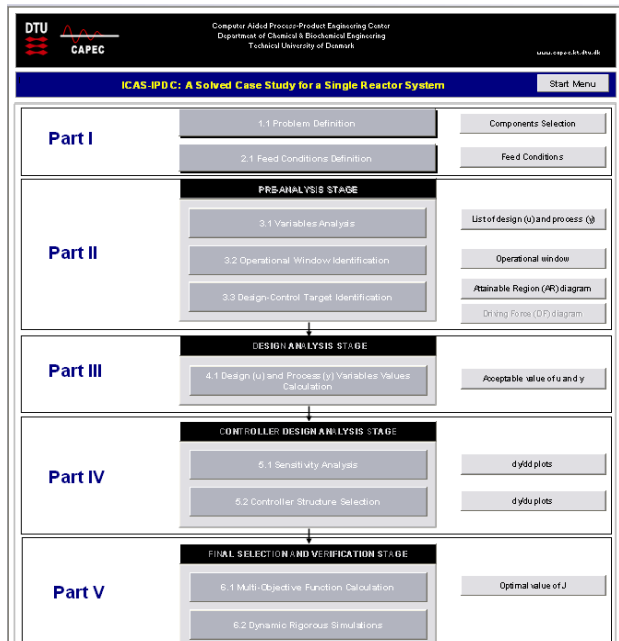 DTU
CAPEC
Computer Aided Process-Product Engineering Center
Department of Chemical & Biochemical Engineering
Technical University of Denmark
www.capec.kt.dtu.dk
ICAS-IPDC: A Solved Case Study for a Single Reactor System
Start Menu
Part I
1.1 Problem Definition
Components Selection
2.1 Feed Conditions Definition
Feed Conditions
Part II
PRE-ANALYSIS STAGE
3.1 Variables Analysis
List of design (u) and process (y)
3.2 Operational Window Identification
Operational window
3.3 Design-Control Target Identification
Attainable Region (AR) diagram
Driving Force (DF) diagram
Part III
DESIGN ANALYSIS STAGE
4.1 Design (u) and Process (y) Variables Values
Calculation
Acceptable value of u and y
Part IV
CONTROLLER DESIGN ANALYSIS STAGE
5.1 Sensitivity Analysis
dy/dd plots
5.2 Controller Structure Selection
dy/du plots
Part V
FINAL SELECTION AND VERIFICATION STAGE
6.1 Multi-Objective Function Calculation
Optimal value of J
6.2 Dynamic Rigorous Simulations